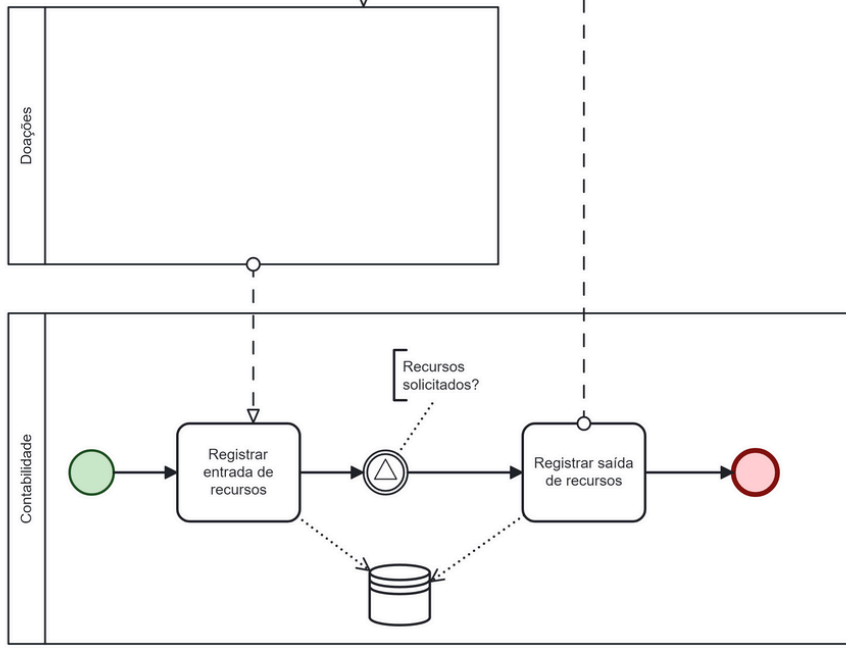 Doações
Contabilidade
Recursos
solicitados?
Registrar
entrada de
recursos
Registrar saída
de recursos